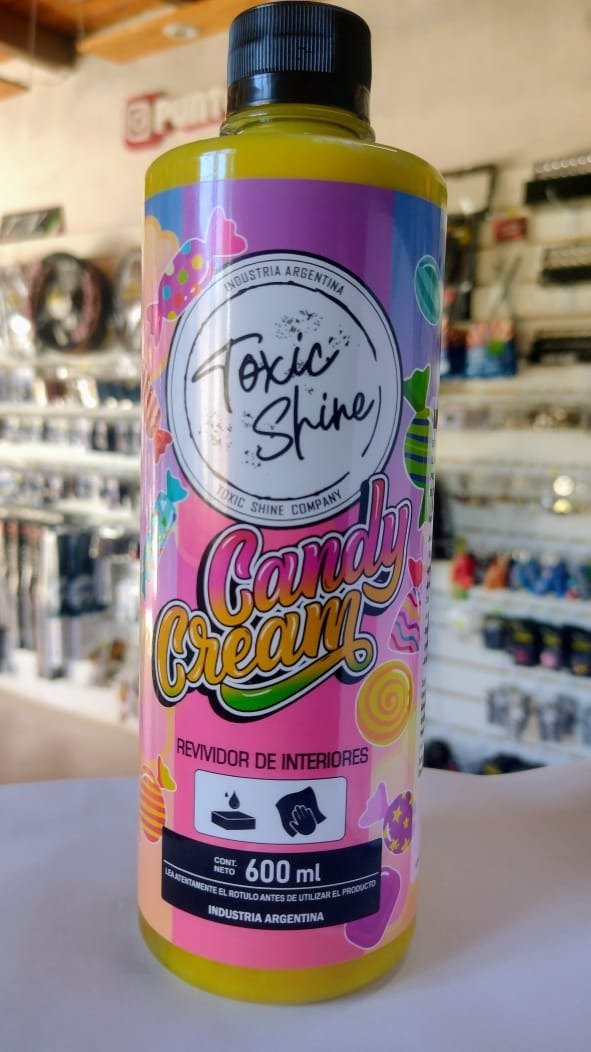 PUNT
INDUSTRIA ARGENTINA
Toxic
Shine
TOXIC SHINE COMPANY
Candy
Cream
REVIVIDOR DE INTERIORES
CONT.
NETO 600 ml
LEA ATENTAMENTE EL ROTULO ANTES DE UTILIZAR EL PRODUCTO
INDUSTRIA ARGENTINA